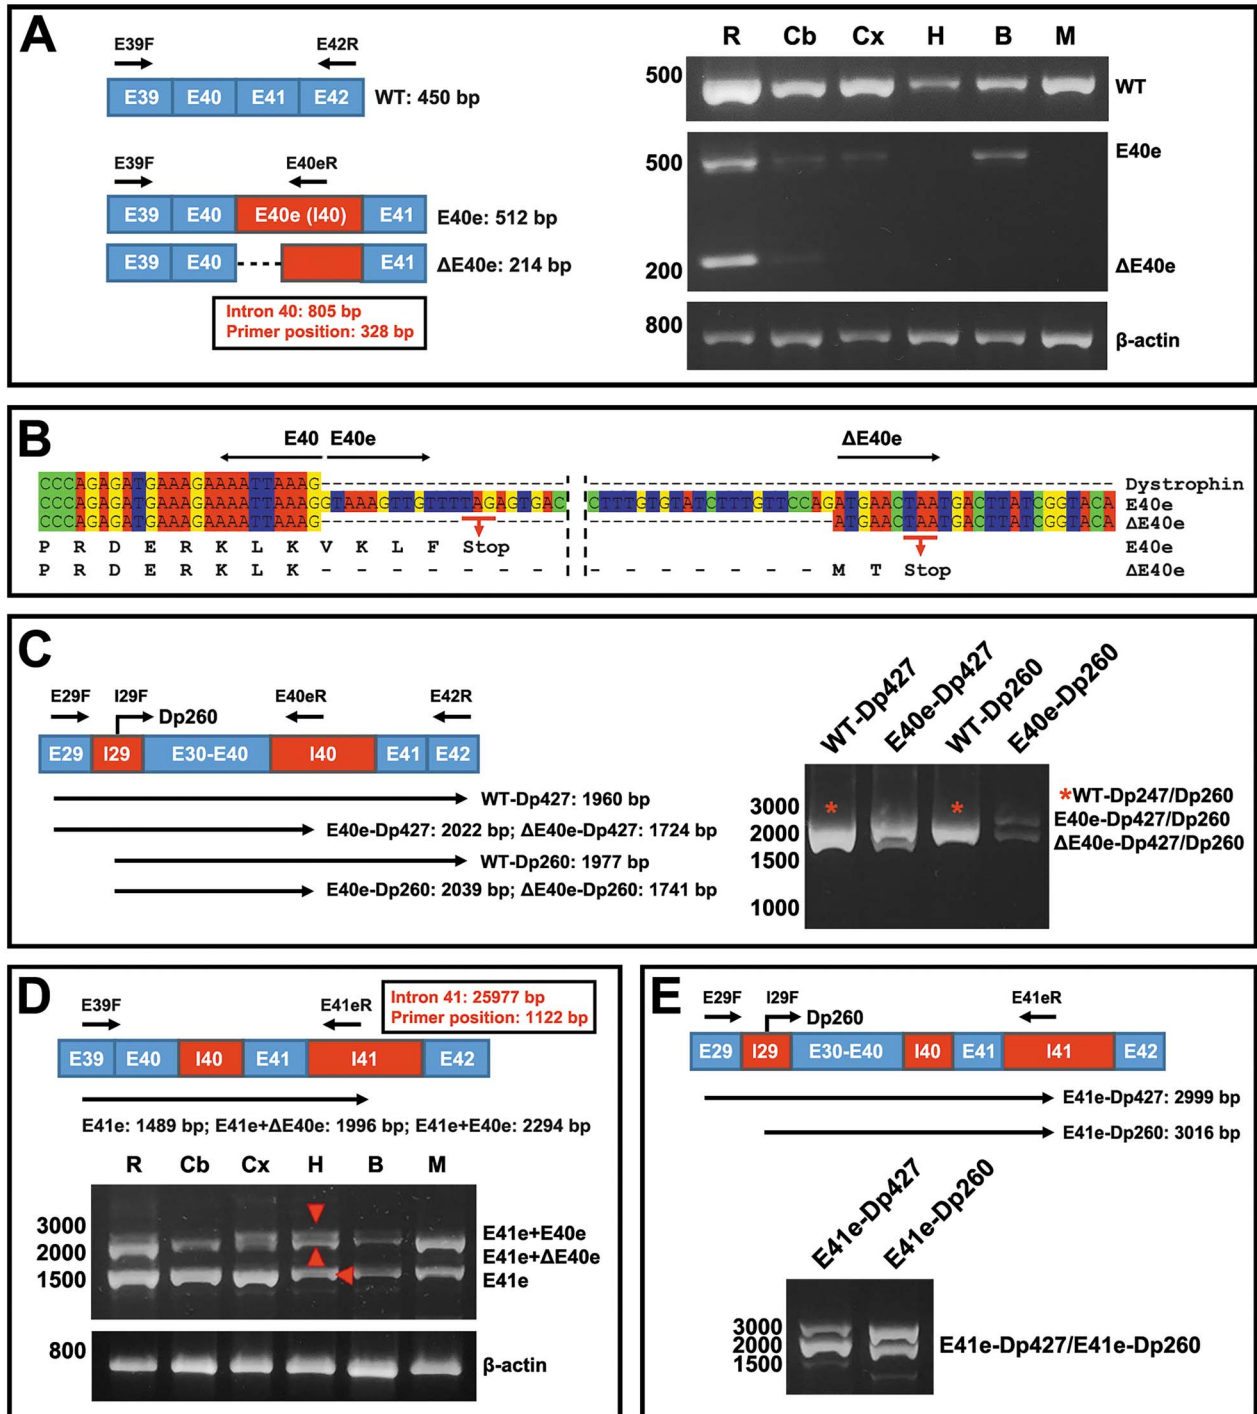 A
E39F E42R
E39 E40 E41 E42 WT: 450 bp
E39F E40eR
E39 E40 E40e (I40) E41 E40e: 512 bp
E39 E40 E41 ΔE40e: 214 bp
Intron 40: 805 bp
Primer position: 328 bp
R Cb Cx H B M
500 WT
500 E40e
200 ΔE40e
800 β-actin
B
E40 E40e ΔE40e
CCCAGAGATGAAAGAAAATTAAAG Dystrophin
CCCAGAGATGAAAGAAAATTAAAGGTAAAGTTGTTTTAGAGTGAC CTTTGTGTATCTTTGTTCCAGATGAACTAATGACTTATCGGTACA E40e
CCCAGAGATGAAAGAAAATTAAAG ATGAACTAATGACTTATCGGTACA ΔE40e
P R D E R K L K V K L F Stop E40e
P R D E R K L K - - - - - - - - - - - - - - M T Stop ΔE40e
C
E29F I29F E40eR E42R
Dp260
E29 I29 E30-E40 I40 E41 E42
WT-Dp427: 1960 bp
E40e-Dp427: 2022 bp; ΔE40e-Dp427: 1724 bp
WT-Dp260: 1977 bp
E40e-Dp260: 2039 bp; ΔE40e-Dp260: 1741 bp
WT-Dp427 E40e-Dp427 WT-Dp260 E40e-Dp260
3000 * * *WT-Dp247/Dp260
E40e-Dp427/Dp260
2000 ΔE40e-Dp427/Dp260
1500
1000
D
E39F E41eR
Intron 41: 25977 bp
Primer position: 1122 bp
E39 E40 I40 E41 I41 E42
E41e: 1489 bp; E41e+ΔE40e: 1996 bp; E41e+E40e: 2294 bp
R Cb Cx H B M
3000 E41e+E40e
2000 E41e+ΔE40e
1500 E41e
800 β-actin
E
E29F I29F E41eR
Dp260
E29 I29 E30-E40 I40 E41 I41 E42
E41e-Dp427: 2999 bp
E41e-Dp260: 3016 bp
E41e-Dp427 E41e-Dp260
3000
2000 E41e-Dp427/E41e-Dp260
1500